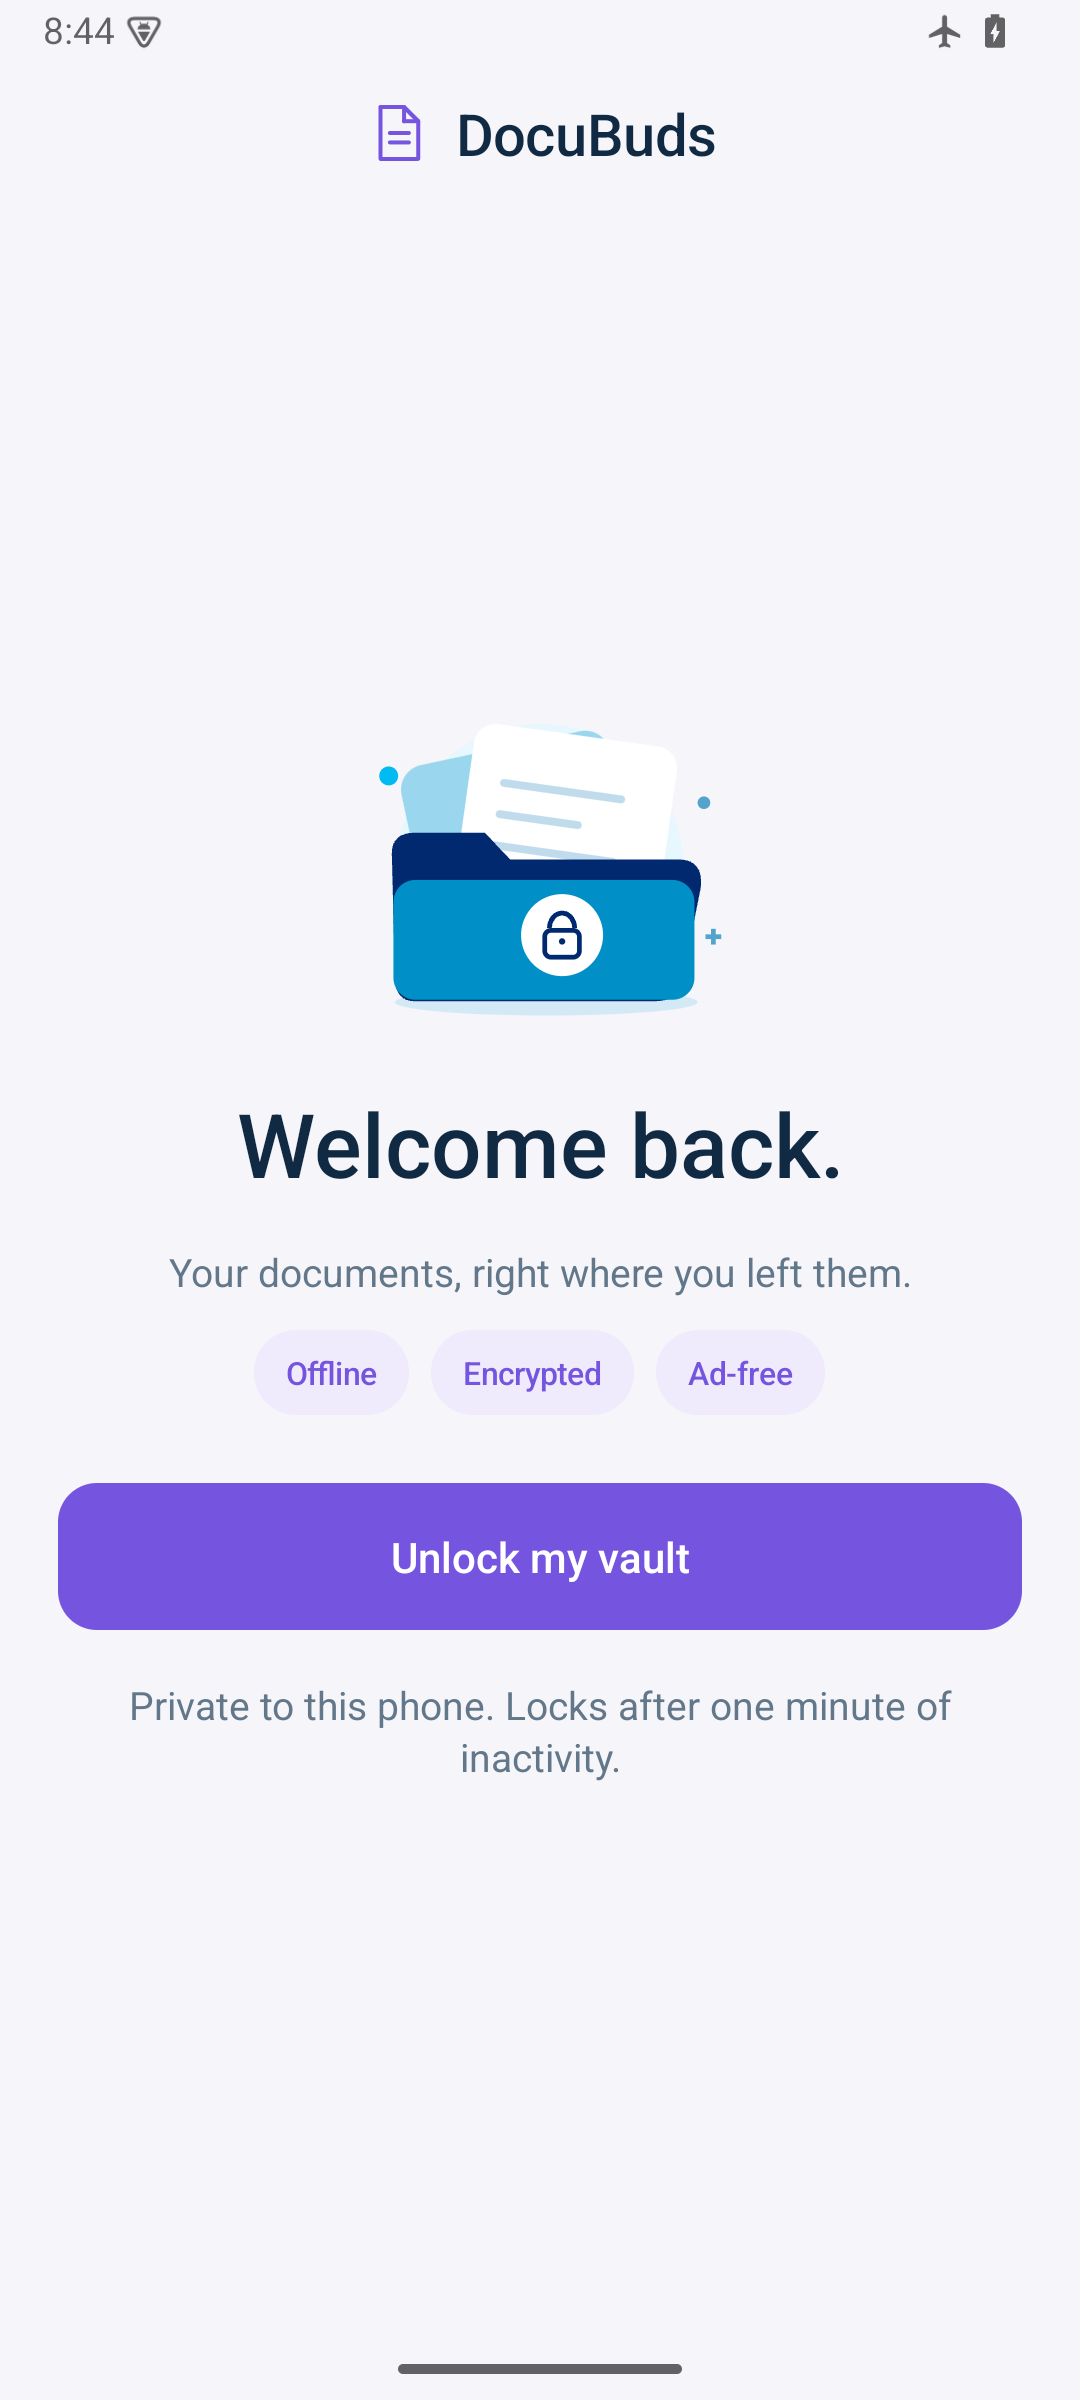 8:44
DocuBuds
Welcome back.
Your documents, right where you left them.
Offline Encrypted Ad-free
Unlock my vault
Private to this phone. Locks after one minute of
inactivity.